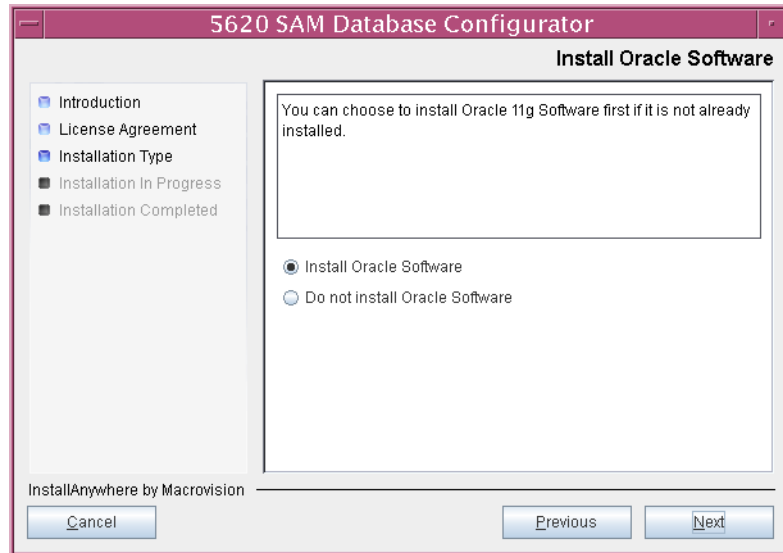 5620 SAM Database Configurator
Install Oracle Software
Introduction
License Agreement
Installation Type
Installation In Progress
Installation Completed
You can choose to install Oracle 11g Software first if it is not already
installed.
Install Oracle Software
Do not install Oracle Software
InstallAnywhere by Macrovision
Cancel
Previous
Next